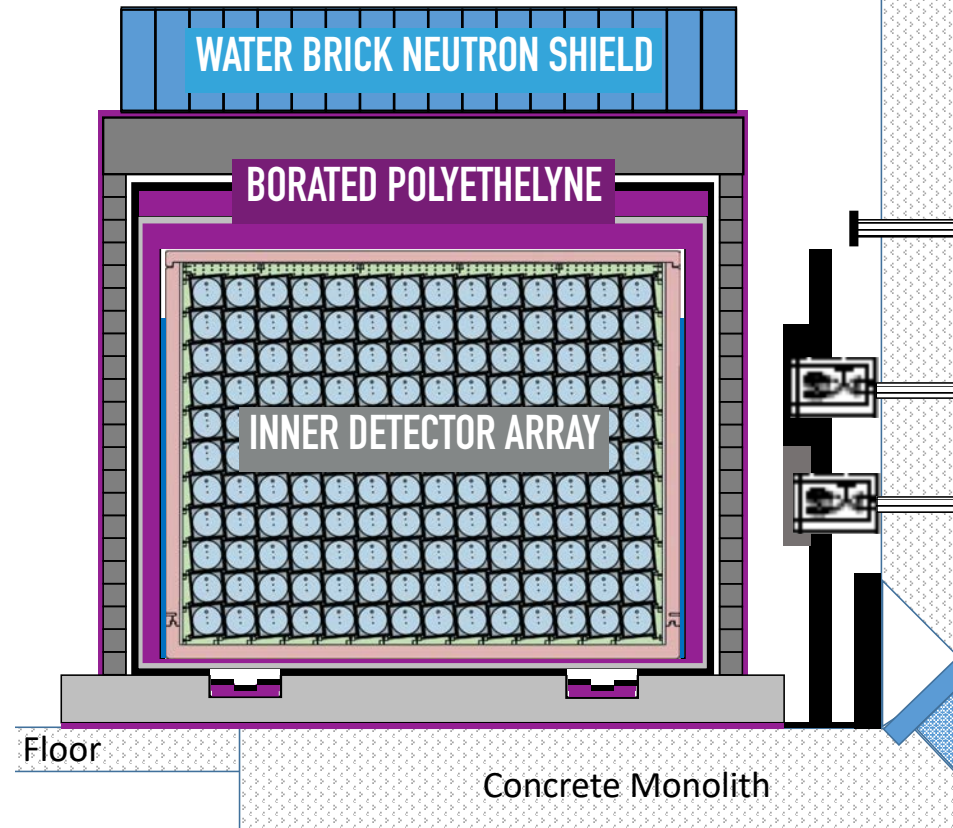 WATER BRICK NEUTRON SHIELD
BORATED POLYETHELYNE
INNER DETECTOR ARRAY
Floor
Concrete Monolith